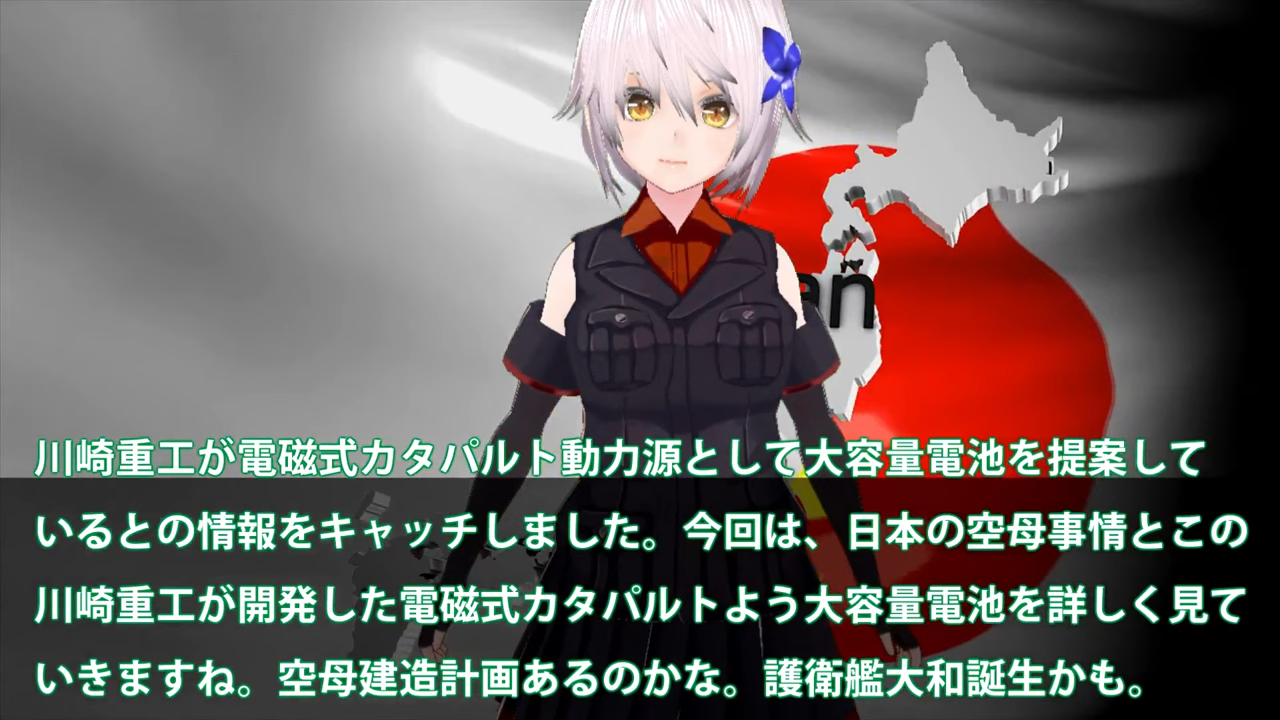 an
川崎重工が電磁式カタパルト動力源として大容量電池を提案して
いるとの情報をキャッチしました。今回は、日本の空母事情とこの
川崎重工が開発した電磁式カタパルトよう大容量電池を詳しく見て
いきますね。空母建造計画あるのかな。護衛艦大和誕生かも。